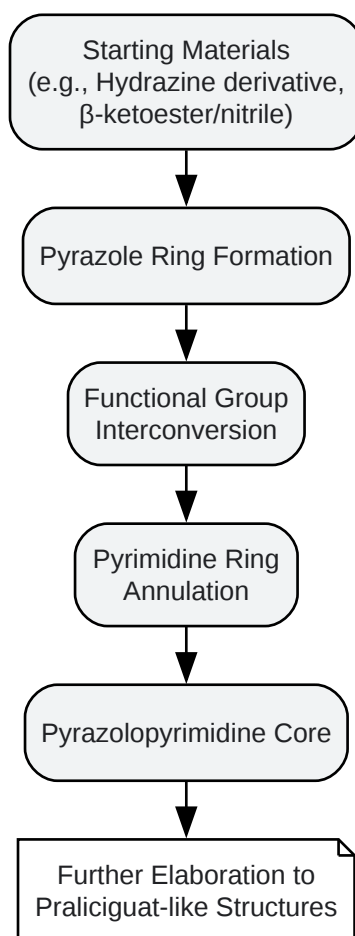 Starting Materials
(e.g., Hydrazine derivative,
β-ketoester/nitrile)
Pyrazole Ring Formation
Functional Group
Interconversion
Pyrimidine Ring
Annulation
Pyrazolopyrimidine Core
Further Elaboration to
Praliciguat-like Structures